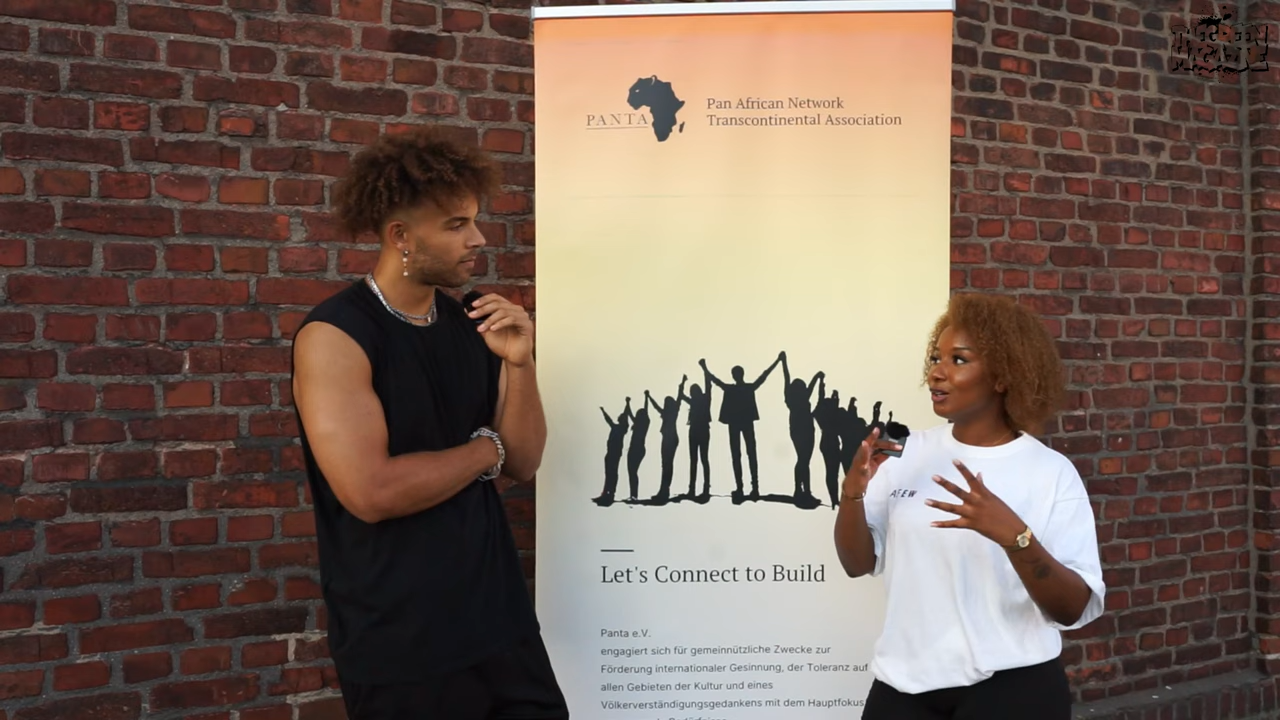 PANTA
Pan African Network
Transcontinental Association
Let's Connect to Build
Panta e.V.
engagiert sich für gemeinnützliche Zwecke zur
Förderung internationaler Gesinnung, der Toleranz auf
allen Gebieten der Kultur und eines
Völkerverständigungsgedankens mit dem Hauptfokus